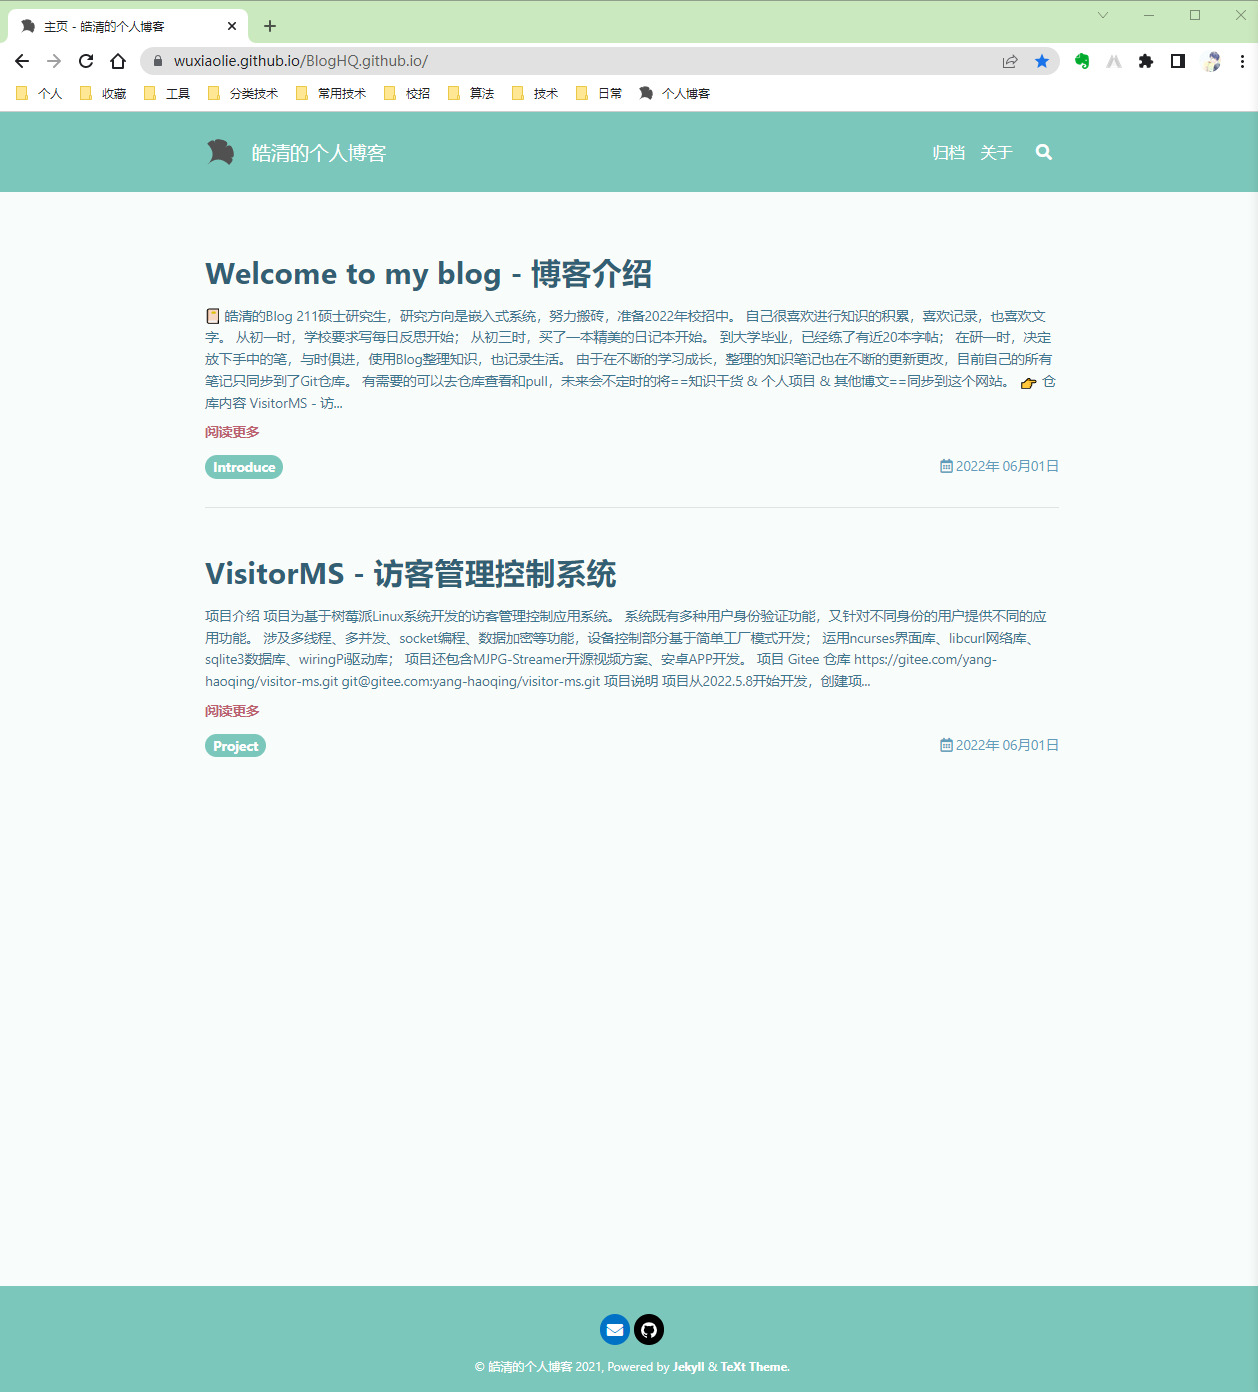 主页 - 皓清的个人博客
wuxiaolie.github.io/BlogHQ.github.io/
个人 收藏 工具 分类技术 常用技术 校招 算法 技术 日常 个人博客
皓清的个人博客 归档 关于
Welcome to my blog - 博客介绍
皓清的Blog 211硕士研究生，研究方向是嵌入式系统，努力搬砖，准备2022年校招中。 自己很喜欢进行知识的积累，喜欢记录，也喜欢文
字。 从初一时，学校要求写每日反思开始； 从初三时，买了一本精美的日记本开始。 到大学毕业，已经练了有近20本字帖； 在研一时，决定
放下手中的笔，与时俱进，使用Blog整理知识，也记录生活。 由于在不断的学习成长，整理的知识笔记也在不断的更新更改，目前自己的所有
笔记只同步到了Git仓库。 有需要的可以去仓库查看和pull，未来会不定时的将==知识干货 & 个人项目 & 其他博文==同步到这个网站。 👉 仓
库内容 VisitorMS - 访...
阅读更多
Introduce 2022年 06月01日
VisitorMS - 访客管理控制系统
项目介绍 项目为基于树莓派Linux系统开发的访客管理控制应用系统。 系统既有多种用户身份验证功能，又针对不同身份的用户提供不同的应
用功能。 涉及多线程、多并发、socket编程、数据加密等功能，设备控制部分基于简单工厂模式开发； 运用ncurses界面库、libcurl网络库、
sqlite3数据库、wiringPi驱动库； 项目还包含MJPG-Streamer开源视频方案、安卓APP开发。 项目 Gitee 仓库 https://gitee.com/yang-
haoqing/visitor-ms.git git@gitee.com:yang-haoqing/visitor-ms.git 项目说明 项目从2022.5.8开始开发，创建项...
阅读更多
Project 2022年 06月01日
© 皓清的个人博客 2021, Powered by Jekyll & TeXt Theme.